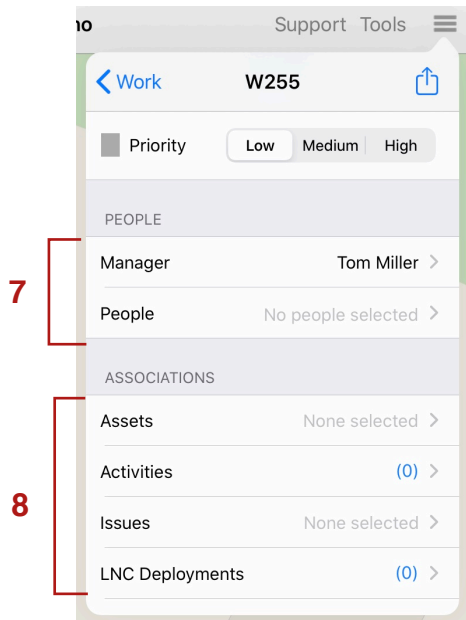 no Support Tools
Work W255
Priority Low Medium High
PEOPLE
7
Manager Tom Miller
People No people selected
ASSOCIATIONS
8
Assets None selected
Activities (0)
Issues None selected
LNC Deployments (0)